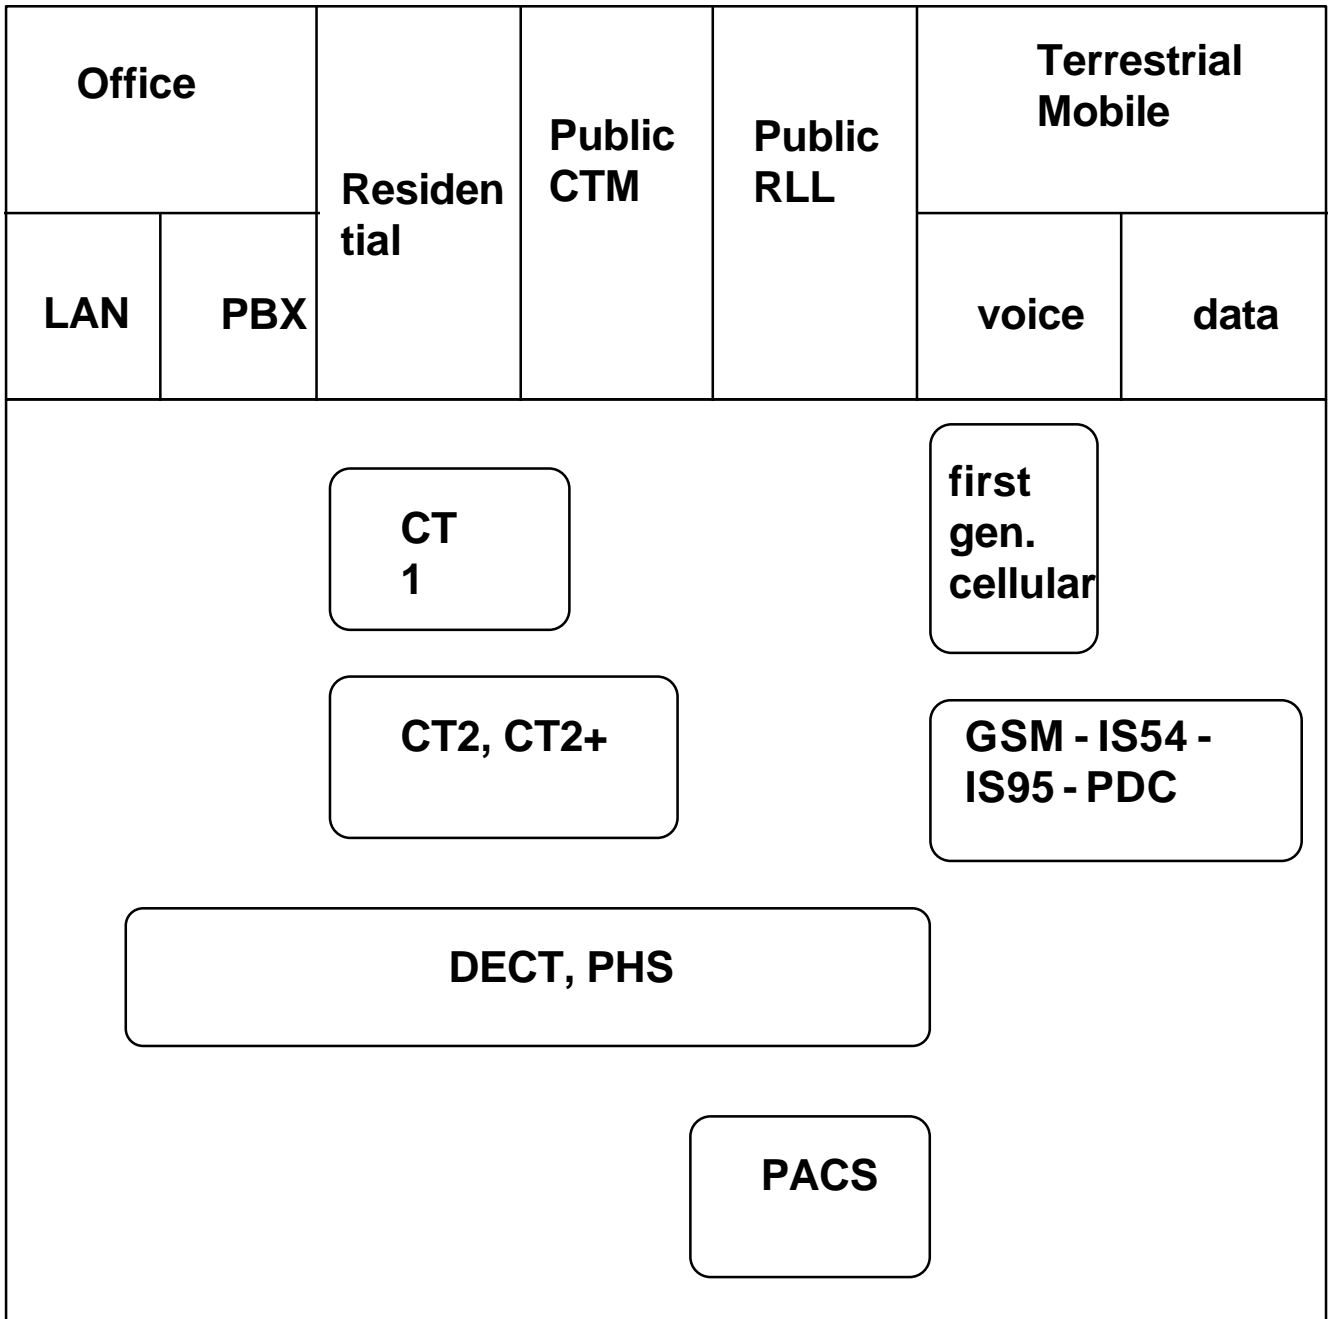 Office
Residen
tial
Public
CTM
Public
RLL
Terrestrial
Mobile
LAN
PBX
voice
data
CT
1
first
gen.
cellular
CT2, CT2+
GSM - IS54 -
IS95 - PDC
DECT, PHS
PACS